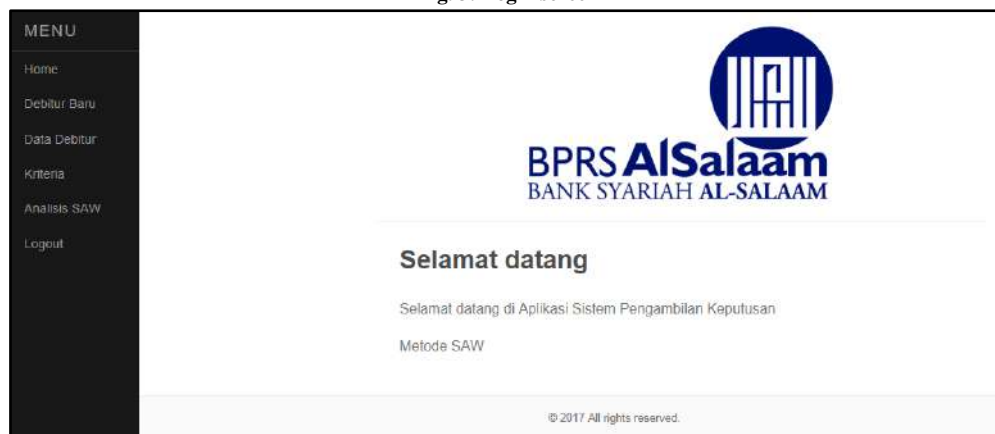 MENU
Home
Debitur Baru
Data Debitur
Kriteria
Analisis SAW
Logout
BPRS AlSalaam
BANK SYARIAH AL-SALAAM
Selamat datang
Selamat datang di Aplikasi Sistem Pengambilan Keputusan
Metode SAW
© 2017 All rights reserved.